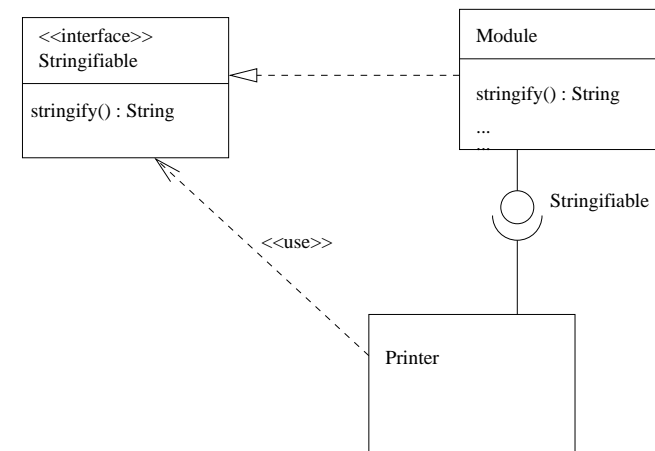 <<interface>>
Stringifiable
stringify() : String
Module
stringify() : String
...
...
Stringifiable
<<use>>
Printer